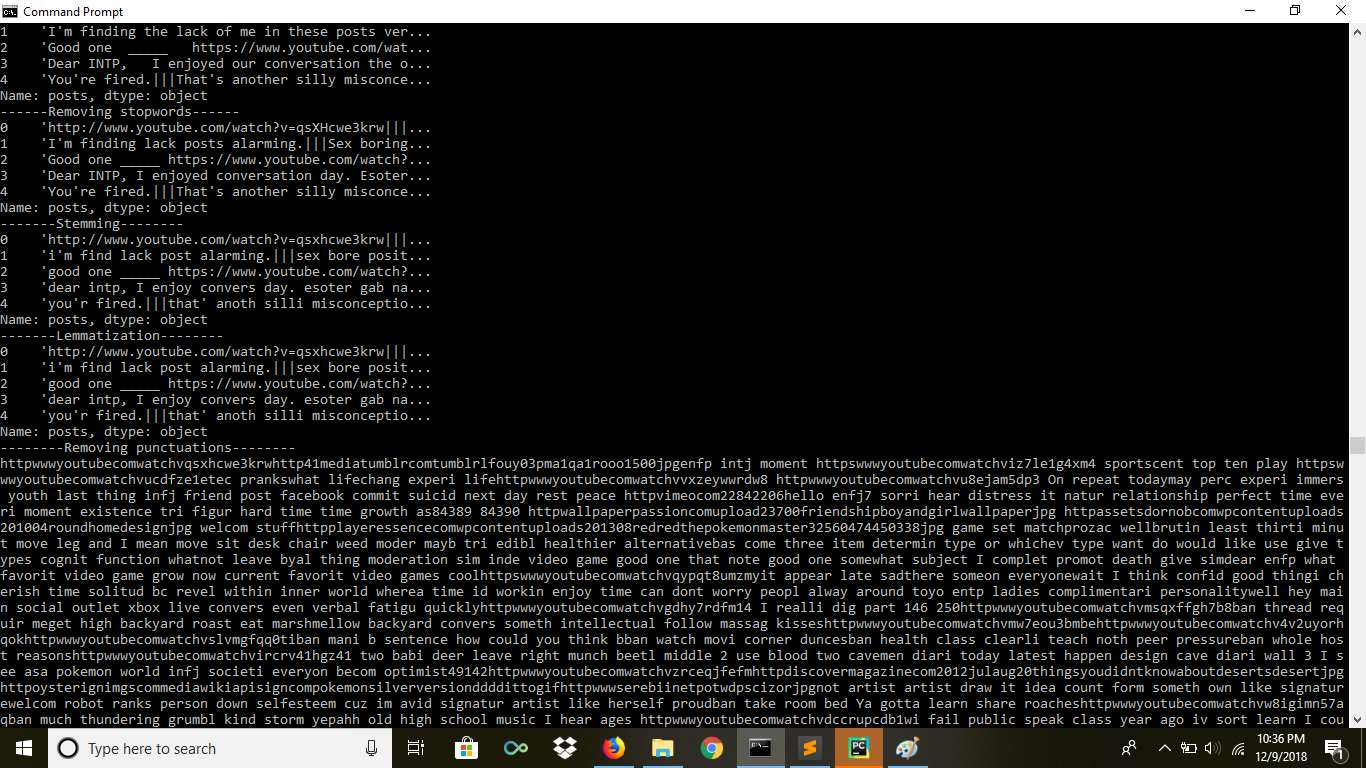 Command Prompt
1    'I'm finding the lack of me in these posts ver...
2    'Good one  _____   https://www.youtube.com/wat...
3    'Dear INTP,   I enjoyed our conversation the o...
4    'You're fired.|||That's another silly misconce...
Name: posts, dtype: object
------Removing stopwords------
0    'http://www.youtube.com/watch?v=qsXHcwe3krw|||...
1    'I'm finding lack posts alarming.|||Sex boring...
2    'Good one _____ https://www.youtube.com/watch?...
3    'Dear INTP, I enjoyed conversation day. Esoter...
4    'You're fired.|||That's another silly misconce...
Name: posts, dtype: object
-------Stemming--------
0    'http://www.youtube.com/watch?v=qsxhcwe3krw|||...
1    'i'm find lack post alarming.|||sex bore posit...
2    'good one _____ https://www.youtube.com/watch?...
3    'dear intp, I enjoy convers day. esoter gab na...
4    'you'r fired.|||that' anoth silli misconceptio...
Name: posts, dtype: object
-------Lemmatization--------
0    'http://www.youtube.com/watch?v=qsxhcwe3krw|||...
1    'i'm find lack post alarming.|||sex bore posit...
2    'good one _____ https://www.youtube.com/watch?...
3    'dear intp, I enjoy convers day. esoter gab na...
4    'you'r fired.|||that' anoth silli misconceptio...
Name: posts, dtype: object
--------Removing punctuations--------
httpwwwyoutubecomwatchvqsxhcwe3krwhttp41mediatumblrcomtumblrlfouy03pma1qa1rooo1500jpgenfp intj moment httpswwwyoutubecomwatchviz7le1g4xm4 sportscent top ten play httpsw
wwyoutubecomwatchvucdfze1etec prankswhat lifechang experi lifehttpwwwyoutubecomwatchvvxzeywwrdw8 httpwwwyoutubecomwatchvu8ejam5dp3 On repeat todaymay perc experi immers
 youth last thing infj friend post facebook commit suicid next day rest peace httpvimeocom22842206hello enfj7 sorri hear distress it natur relationship perfect time eve
ri moment existence tri figur hard time time growth as84389 84390 httpwallpaperpassioncomupload23700friendshipboyandgirlwallpaperjpg httpassetsdornobcomwpcontentuploads
201004roundhomedesignjpg welcom stuffhttpplayeressencecomwpcontentuploads201308redredthepokemonmaster32560474450338jpg game set matchprozac wellbrutin least thirti minu
t move leg and I mean move sit desk chair weed moder mayb tri edibl healthier alternativebas come three item determin type or whichev type want do would like use give t
ypes cognit function whatnot leave byal thing moderation sim inde video game good one that note good one somewhat subject I complet promot death give simdear enfp what 
favorit video game grow now current favorit video games coolhttpswwwyoutubecomwatchvqypqt8umzmyit appear late sadthere someon everyonewait I think confid good thingi ch
erish time solitud bc revel within inner world wherea time id workin enjoy time can dont worry peopl alway around toyo entp ladies complimentari personalitywell hey mai
n social outlet xbox live convers even verbal fatigu quicklyhttpwwwyoutubecomwatchvgdhy7rdfm14 I realli dig part 146 250httpwwwyoutubecomwatchvmsqxffgh7b8ban thread req
uir meget high backyard roast eat marshmellow backyard convers someth intellectual follow massag kisseshttpwwwyoutubecomwatchvmw7eou3bmbehttpwwwyoutubecomwatchv4v2uyorh
qokhttpwwwyoutubecomwatchvslvmgfqq0tiban mani b sentence how could you think bban watch movi corner duncesban health class clearli teach noth peer pressureban whole hos
t reasonshttpwwwyoutubecomwatchvircrv41hgz41 two babi deer leave right munch beetl middle 2 use blood two cavemen diari today latest happen design cave diari wall 3 I s
ee asa pokemon world infj societi everyon becom optimist49142httpwwwyoutubecomwatchvzrceqjfefmhttpdiscovermagazinecom2012julaug20thingsyoudidntknowaboutdesertsdesertjpg
httpoysterignimgscommediawikiapisigncompokemonsilverversiondddditтogifhttpwwwserebiinetpotwdpscizorjpgnot artist artist draw it idea count form someth own like signatur
ewelcom robot ranks person down selfesteem cuz im avid signatur artist like herself proudban take room bed Ya gotta learn share roacheshttpwwwyoutubecomwatchvw8igimn57a
qban much thundering grumbl kind storm yepahh old high school music I hear ages httpwwwyoutubecomwatchvdccrupcdb1wi fail public speak class year ago iv sort learn I cou
Type here to search
10:36 PM
12/9/2018
1